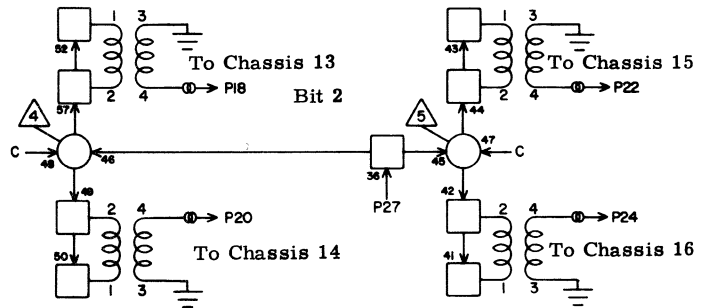 1 3 1 3
52 43
To Chassis 13 To Chassis 15
2 4 P18 2 4 P22
57 Bit 2 44
4 5
C 48 46 36 45 47 C
49 P27 42
2 4 P20 2 4 P24
50 To Chassis 14 41 To Chassis 16
1 3 1 3